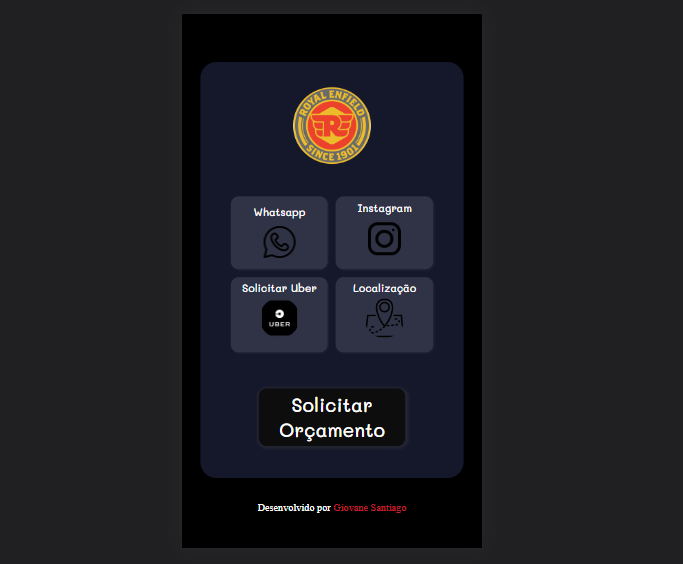 ROYAL ENFIELD
R
SINCE 1901
Whatsapp
Instagram
Solicitar Uber
Localização
UBER
Solicitar
Orçamento
Desenvolvido por Giovane Santiago